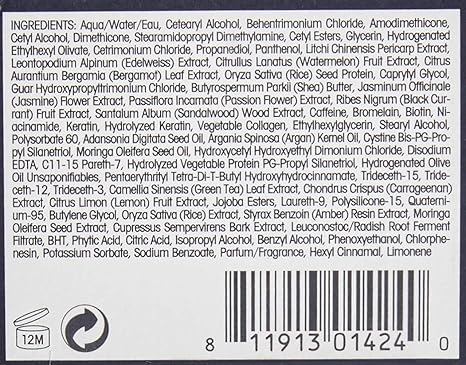 INGREDIENTS: Aqua/Water/Eau, Cetearyl Alcohol, Behentrimonium Chloride, Amodimethicone,
Cetyl Alcohol, Dimethicone, Stearamidopropyl Dimethylamine, Cetyl Esters, Glycerin, Hydrogenated
Ethylhexyl Olivate, Cetrimonium Chloride, Propanediol, Panthenol, Litchi Chinensis Pericarp Extract,
Leontopodium Alpinum (Edelweiss) Extract, Citrullus Lanatus (Watermelon) Fruit Extract, Citrus
Aurantium Bergamia (Bergamot) Leaf Extract, Oryza Sativa (Rice) Seed Protein, Caprylyl Glycol,
Guar Hydroxypropyltrimonium Chloride, Butyrospermum Parkii (Shea) Butter, Jasminum Officinale
(Jasmine) Flower Extract, Passiflora Incarnata (Passion Flower) Extract, Ribes Nigrum (Black Cur-
rant) Fruit Extract, Santalum Album (Sandalwood) Wood Extract, Caffeine, Bromelain, Biotin, Ni-
acinamide, Keratin, Hydrolyzed Keratin, Vegetable Collagen, Ethylhexylglycerin, Stearyl Alcohol,
Polysorbate 60, Adansonia Digitata Seed Oil, Argania Spinosa (Argan) Kernel Oil, Cystine Bis-PG-Pro-
pyl Silanetriol, Moringa Oleifera Seed Oil, Hydroxycetyl Hydroxyethyl Dimonium Chloride, Disodium
EDTA, C11-15 Pareth-7, Hydrolyzed Vegetable Protein PG-Propyl Silanetriol, Hydrogenated Olive
Oil Unsaponifiables, Pentaerythrityl Tetra-Di-T-Butyl Hydroxyhydrocinnamate, Trideceth-15, Tride-
ceth-12, Trideceth-3, Camellia Sinensis (Green Tea) Leaf Extract, Chondrus Crispus (Carrageenan)
Extract, Citrus Limon (Lemon) Fruit Extract, Jojoba Esters, Laureth-9, Polysilicone-15, Quaterni-
um-95, Butylene Glycol, Oryza Sativa (Rice) Extract, Styrax Benzoin (Amber) Resin Extract, Moringa
Oleifera Seed Extract, Cupressus Sempervirens Bark Extract, Leuconostoc/Radish Root Ferment
Filtrate, BHT, Phytic Acid, Citric Acid, Isopropyl Alcohol, Benzyl Alcohol, Phenoxyethanol, Chlorphe-
nesin, Potassium Sorbate, Sodium Benzoate, Parfum/Fragrance, Hexyl Cinnamal, Limonene
12M
8 11913 01424 0